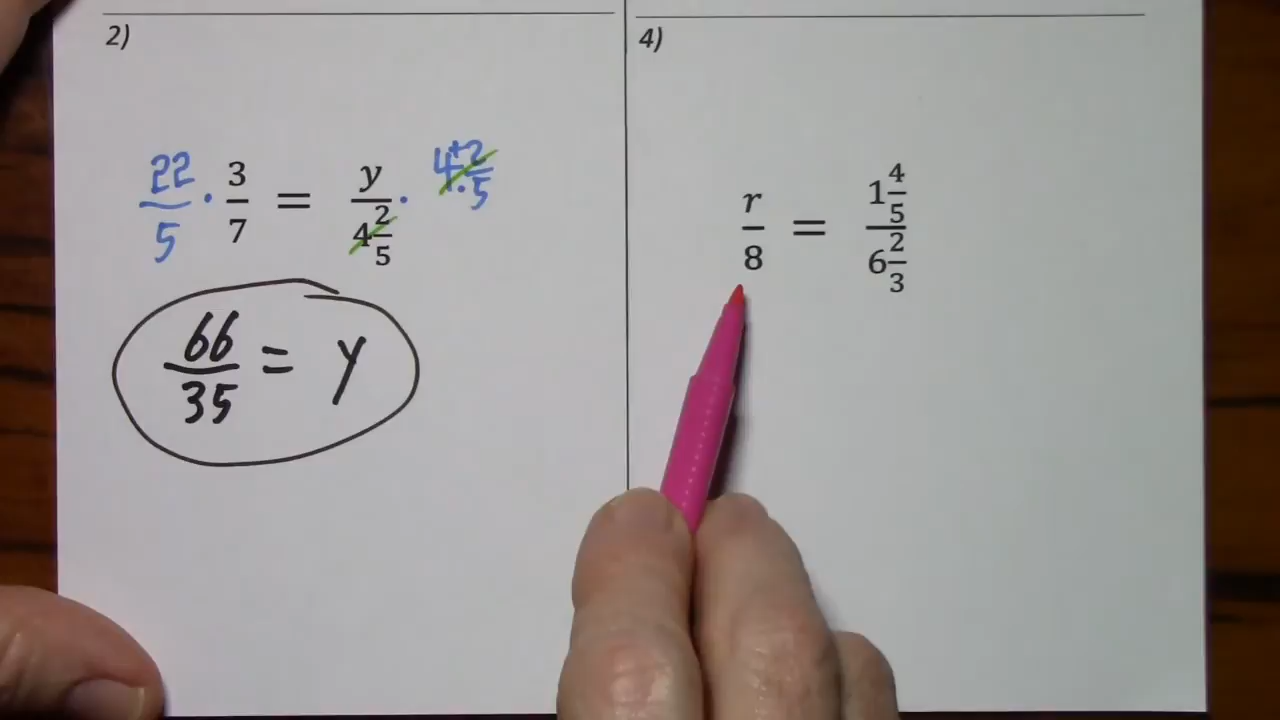 2)
22/5 · 3/7 = y/(4 2/5) · 4+2/·5
66/35 = y
4)
r/8 = (1 4/5)/(6 2/3)